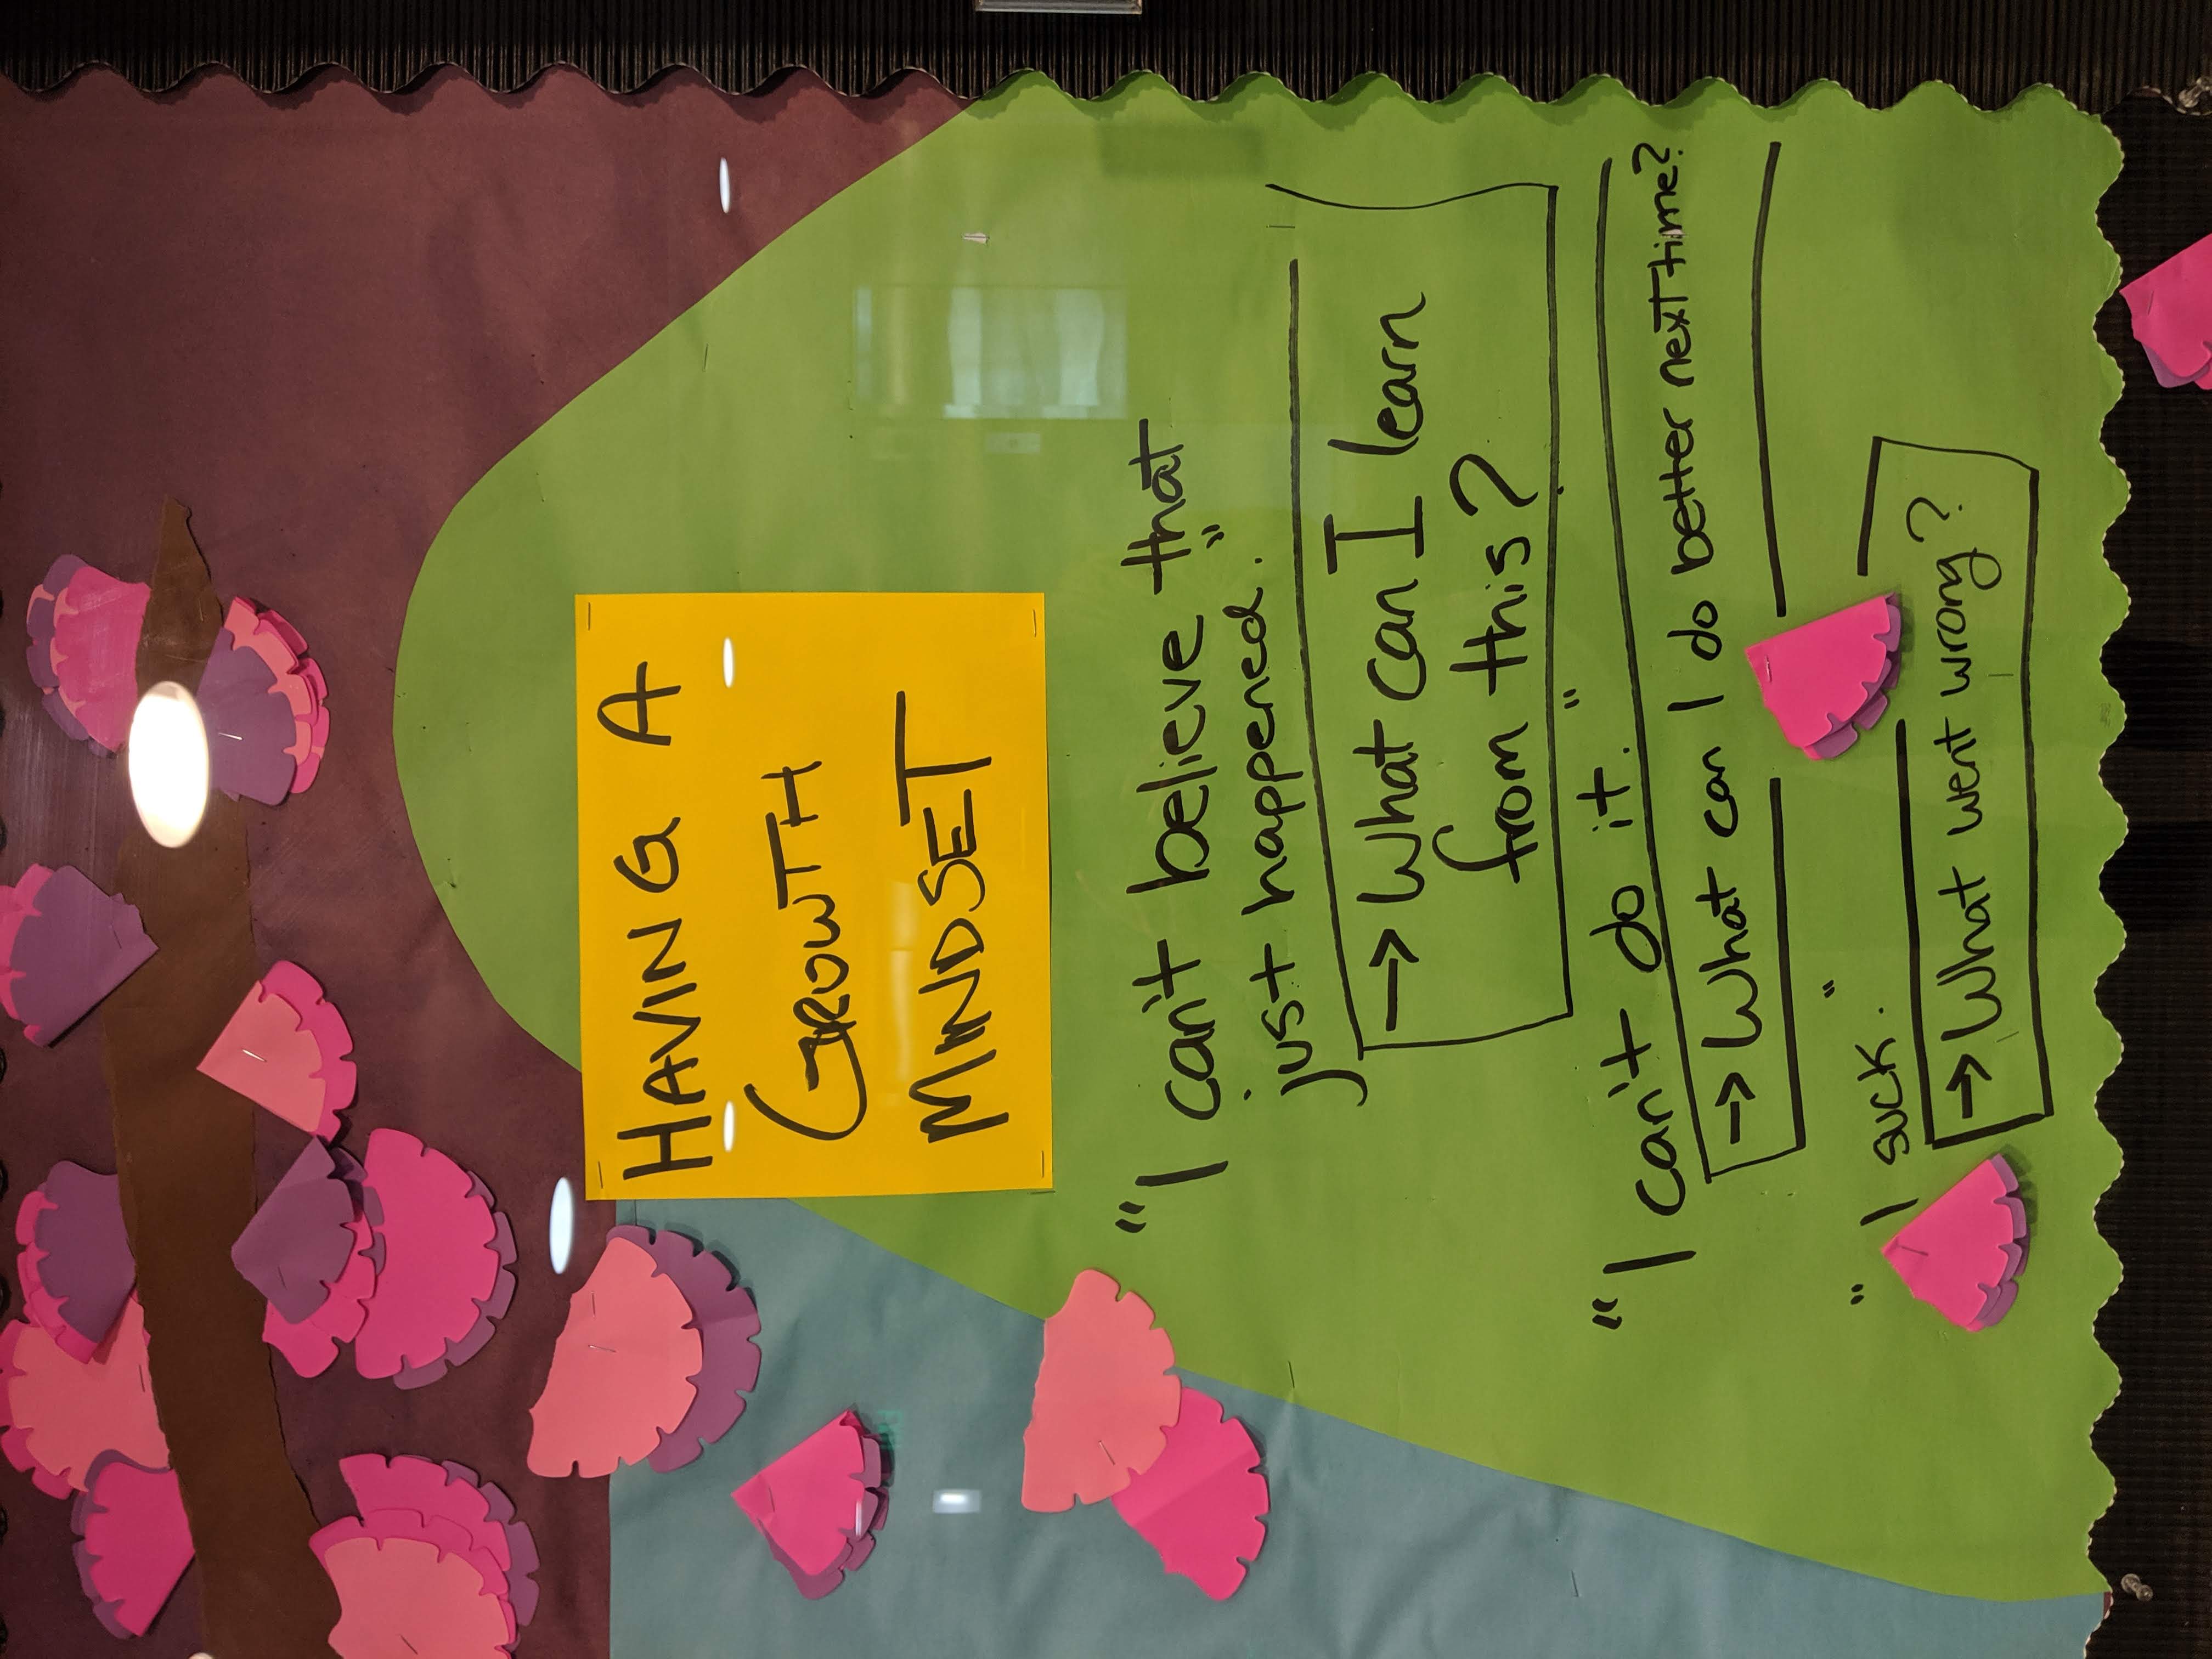 HAVING A
GROWTH
MINDSET
"I can't believe that
just happened."
→ What can I learn
from this?
"I can't do it."
→ What can I do better next time?
"I suck."
→ What went wrong?